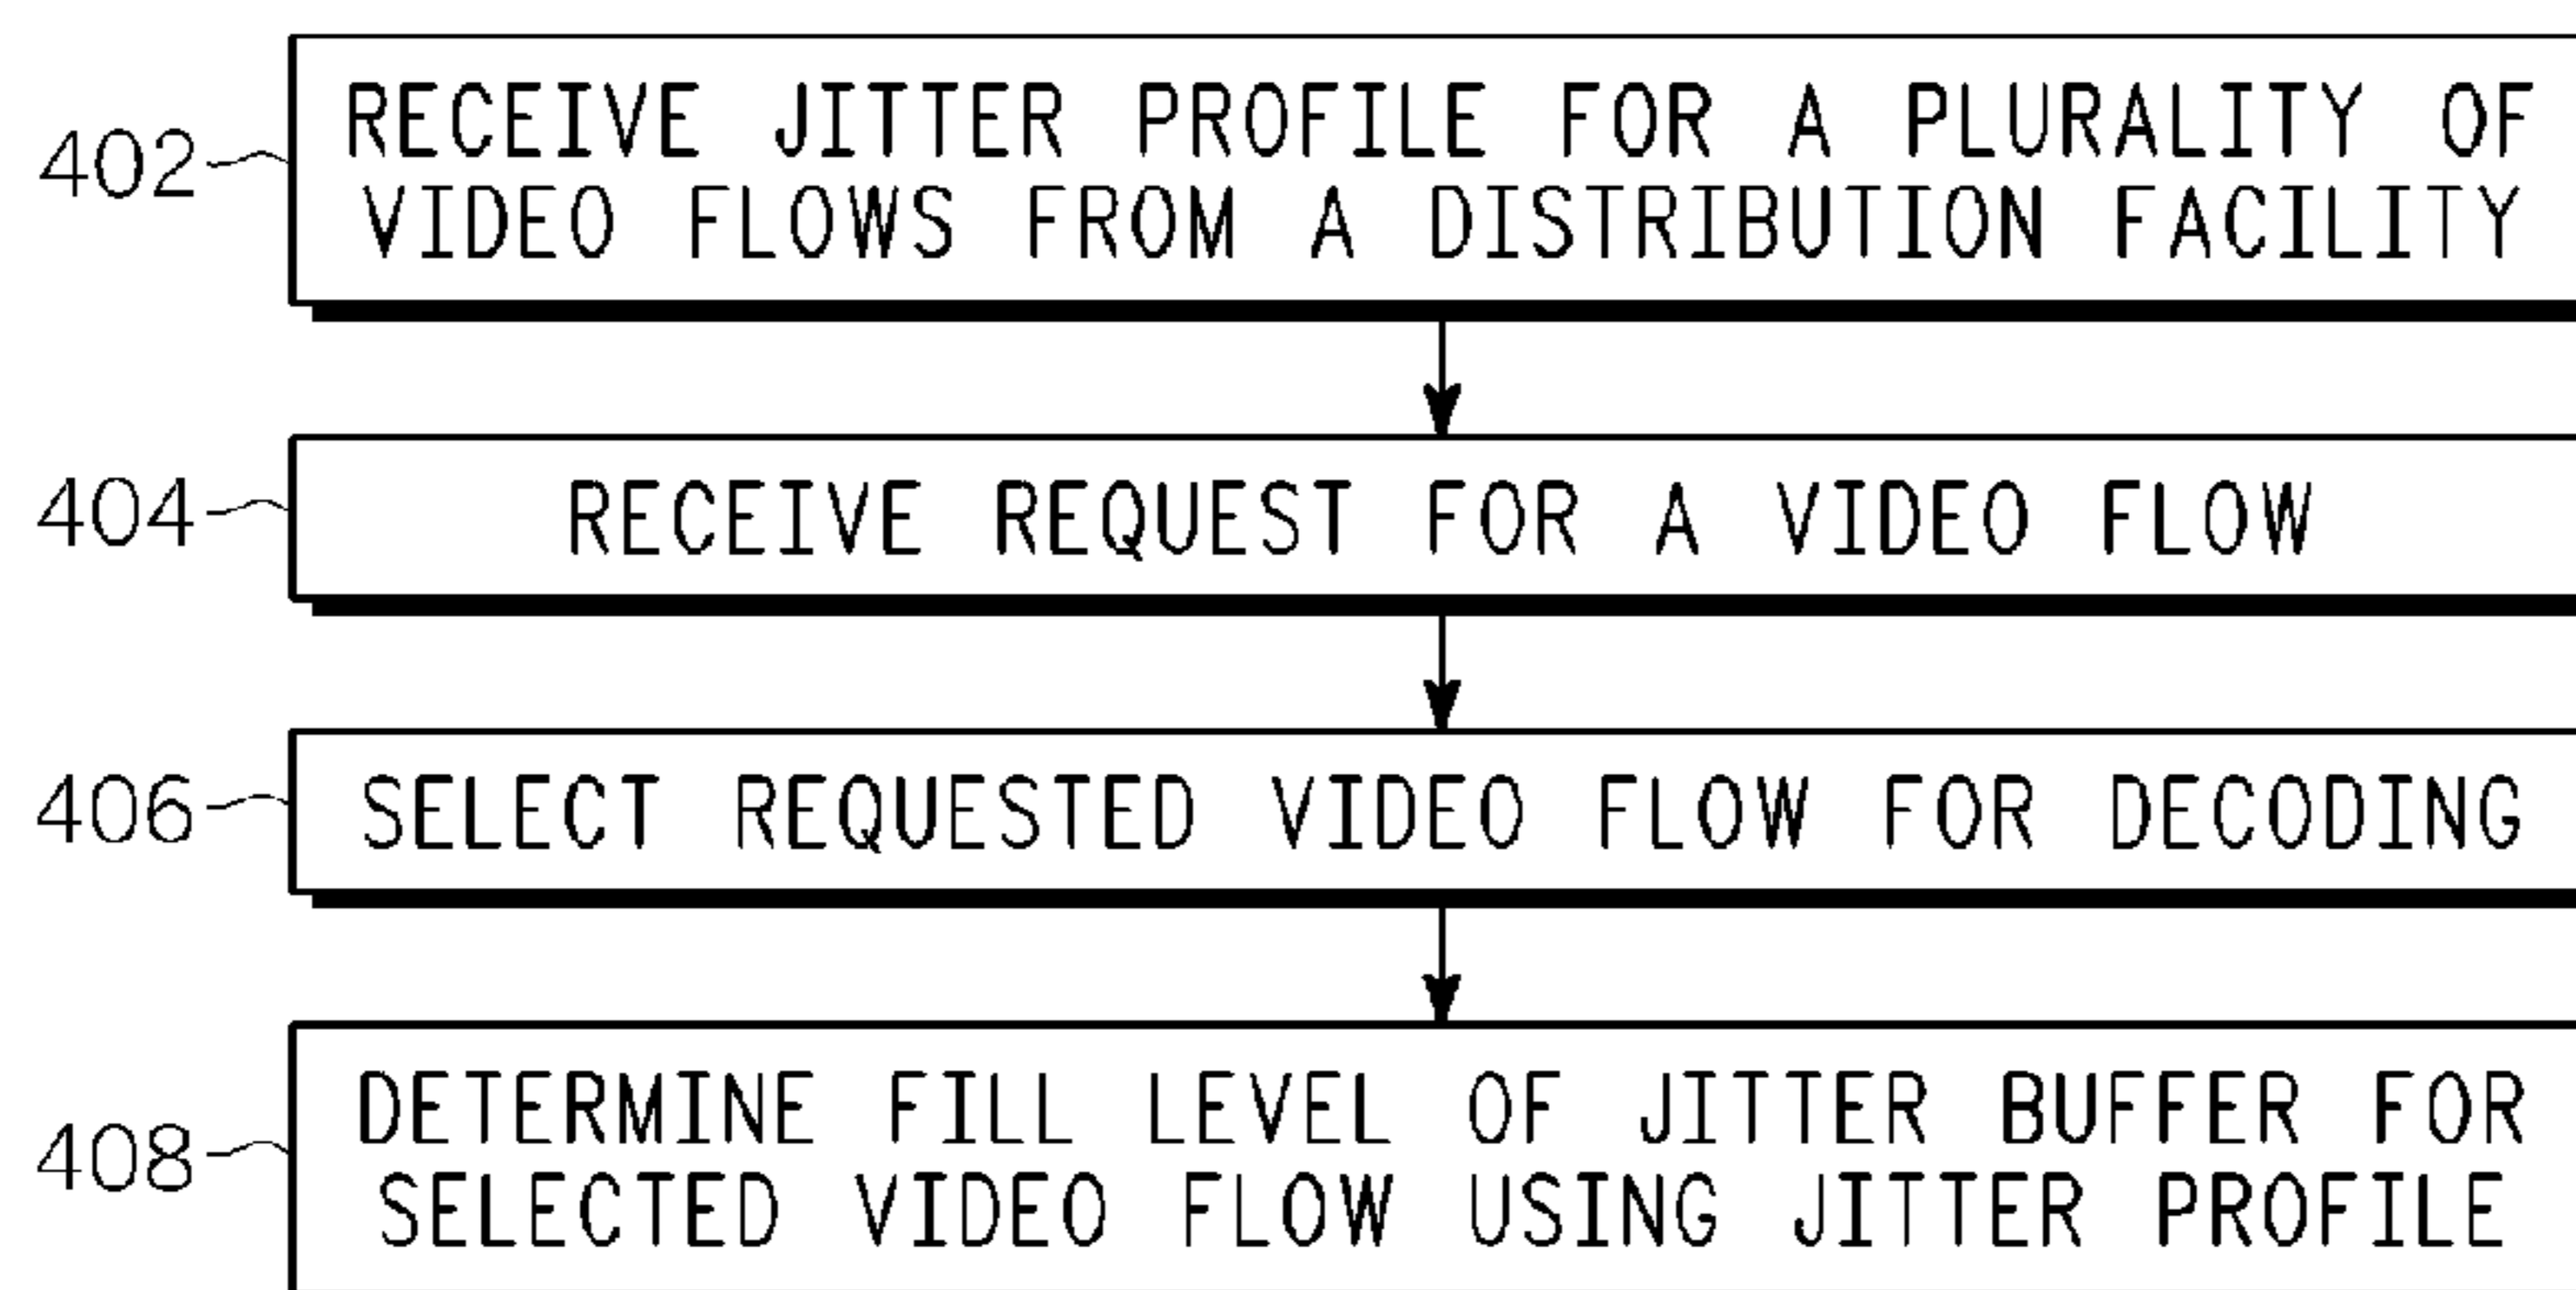 402
RECEIVE JITTER PROFILE FOR A PLURALITY OF
VIDEO FLOWS FROM A DISTRIBUTION FACILITY
404
RECEIVE REQUEST FOR A VIDEO FLOW
406
SELECT REQUESTED VIDEO FLOW FOR DECODING
408
DETERMINE FILL LEVEL OF JITTER BUFFER FOR
SELECTED VIDEO FLOW USING JITTER PROFILE